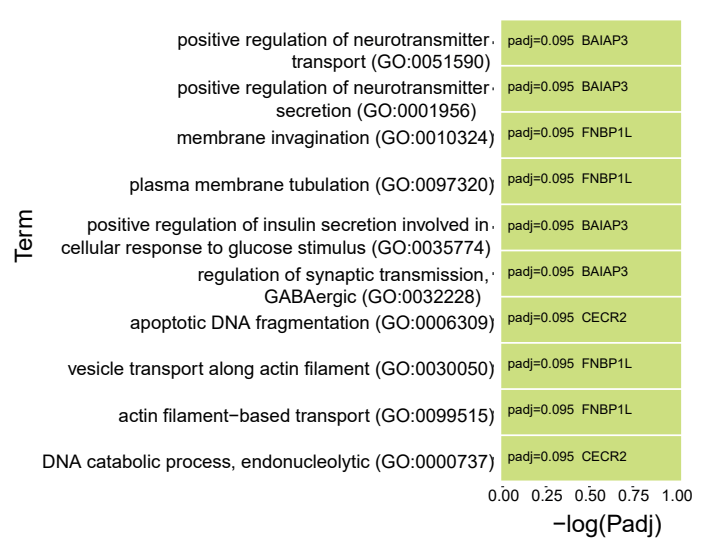 positive regulation of neurotransmitter
transport (GO:0051590)
padj=0.095 BAIAP3
positive regulation of neurotransmitter
secretion (GO:0001956)
padj=0.095 BAIAP3
membrane invagination (GO:0010324)
padj=0.095 FNBP1L
plasma membrane tubulation (GO:0097320)
padj=0.095 FNBP1L
positive regulation of insulin secretion involved in
cellular response to glucose stimulus (GO:0035774)
padj=0.095 BAIAP3
regulation of synaptic transmission,
GABAergic (GO:0032228)
padj=0.095 BAIAP3
apoptotic DNA fragmentation (GO:0006309)
padj=0.095 CECR2
vesicle transport along actin filament (GO:0030050)
padj=0.095 FNBP1L
actin filament−based transport (GO:0099515)
padj=0.095 FNBP1L
DNA catabolic process, endonucleolytic (GO:0000737)
padj=0.095 CECR2
Term
0.00 0.25 0.50 0.75 1.00
−log(Padj)